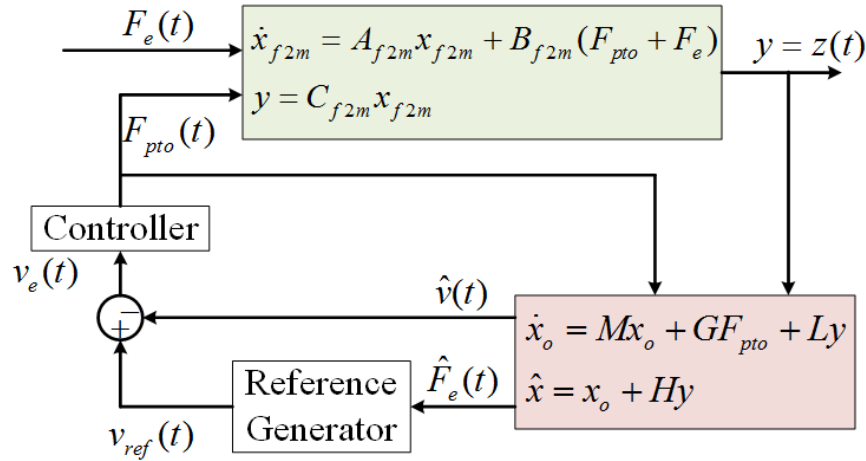 F_e(t)
ẋ_{f2m} = A_{f2m}x_{f2m} + B_{f2m}(F_{pto} + F_e)
y = C_{f2m}x_{f2m}
y = z(t)
F_{pto}(t)
Controller
v_e(t)
−
+
v̂(t)
ẋ_o = Mx_o + GF_{pto} + Ly
x̂ = x_o + Hy
F̂_e(t)
Reference
Generator
v_{ref}(t)